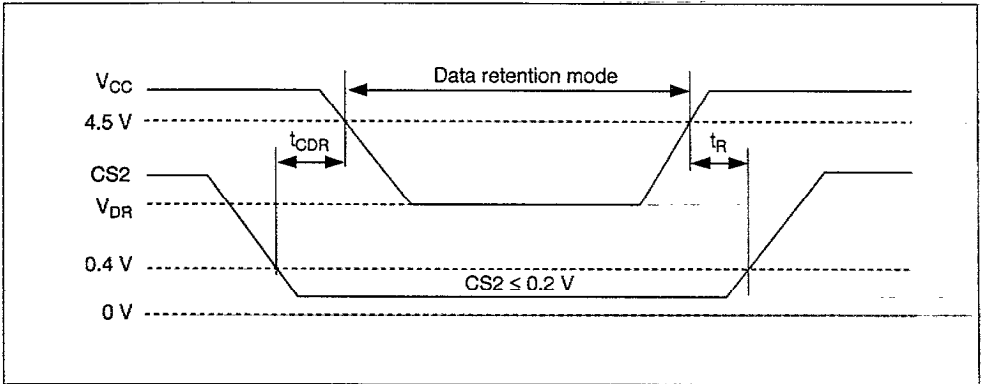 V_CC
Data retention mode
4.5 V
t_CDR
t_R
CS2
V_DR
0.4 V
CS2 ≤ 0.2 V
0 V